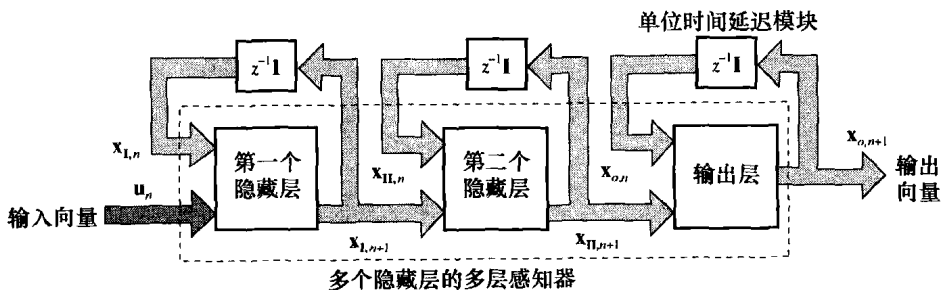 单位时间延迟模块
z⁻¹I
z⁻¹I
z⁻¹I
x_{I,n}
第一个
隐藏层
x_{II,n}
第二个
隐藏层
x_{o,n}
输出层
x_{o,n+1}
输出
向量
u_n
输入向量
x_{I,n+1}
x_{II,n+1}
多个隐藏层的多层感知器